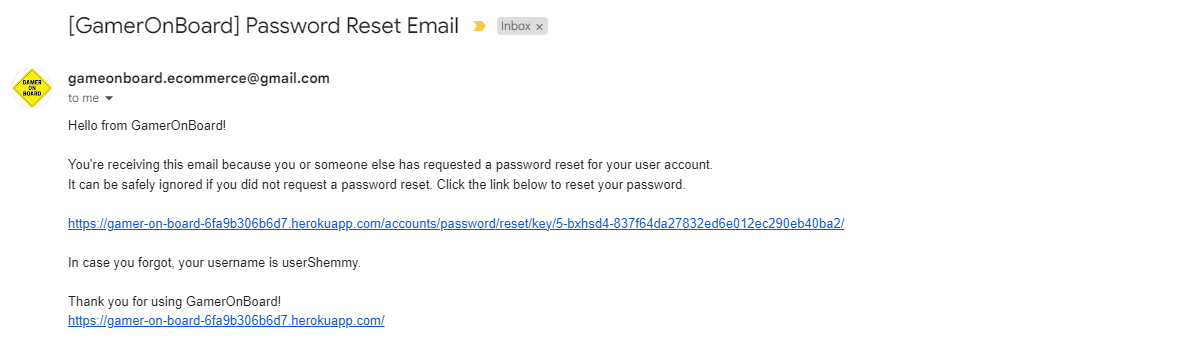 [GamerOnBoard] Password Reset Email
Inbox ×
GAMER
ON
BOARD
gameonboard.ecommerce@gmail.com
to me
Hello from GamerOnBoard!
You're receiving this email because you or someone else has requested a password reset for your user account.
It can be safely ignored if you did not request a password reset. Click the link below to reset your password.
https://gamer-on-board-6fa9b306b6d7.herokuapp.com/accounts/password/reset/key/5-bxhsd4-837f64da27832ed6e012ec290eb40ba2/
In case you forgot, your username is userShemmy.
Thank you for using GamerOnBoard!
https://gamer-on-board-6fa9b306b6d7.herokuapp.com/